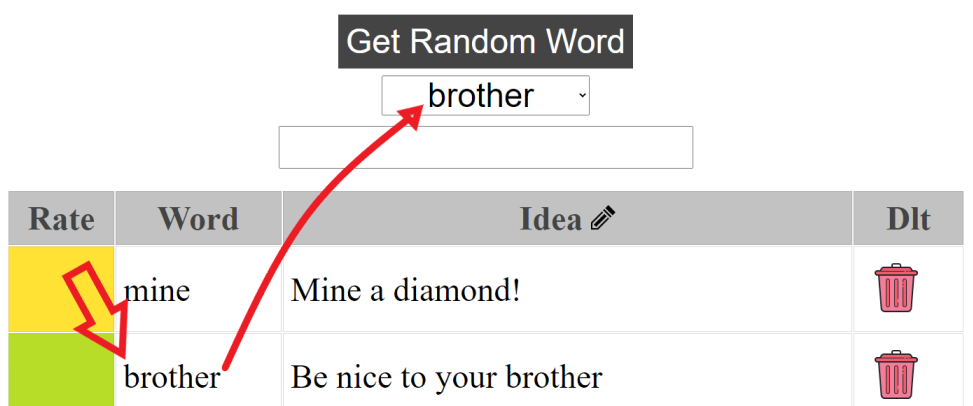 Get Random Word
brother
Rate Word Idea Dlt
mine Mine a diamond!
brother Be nice to your brother